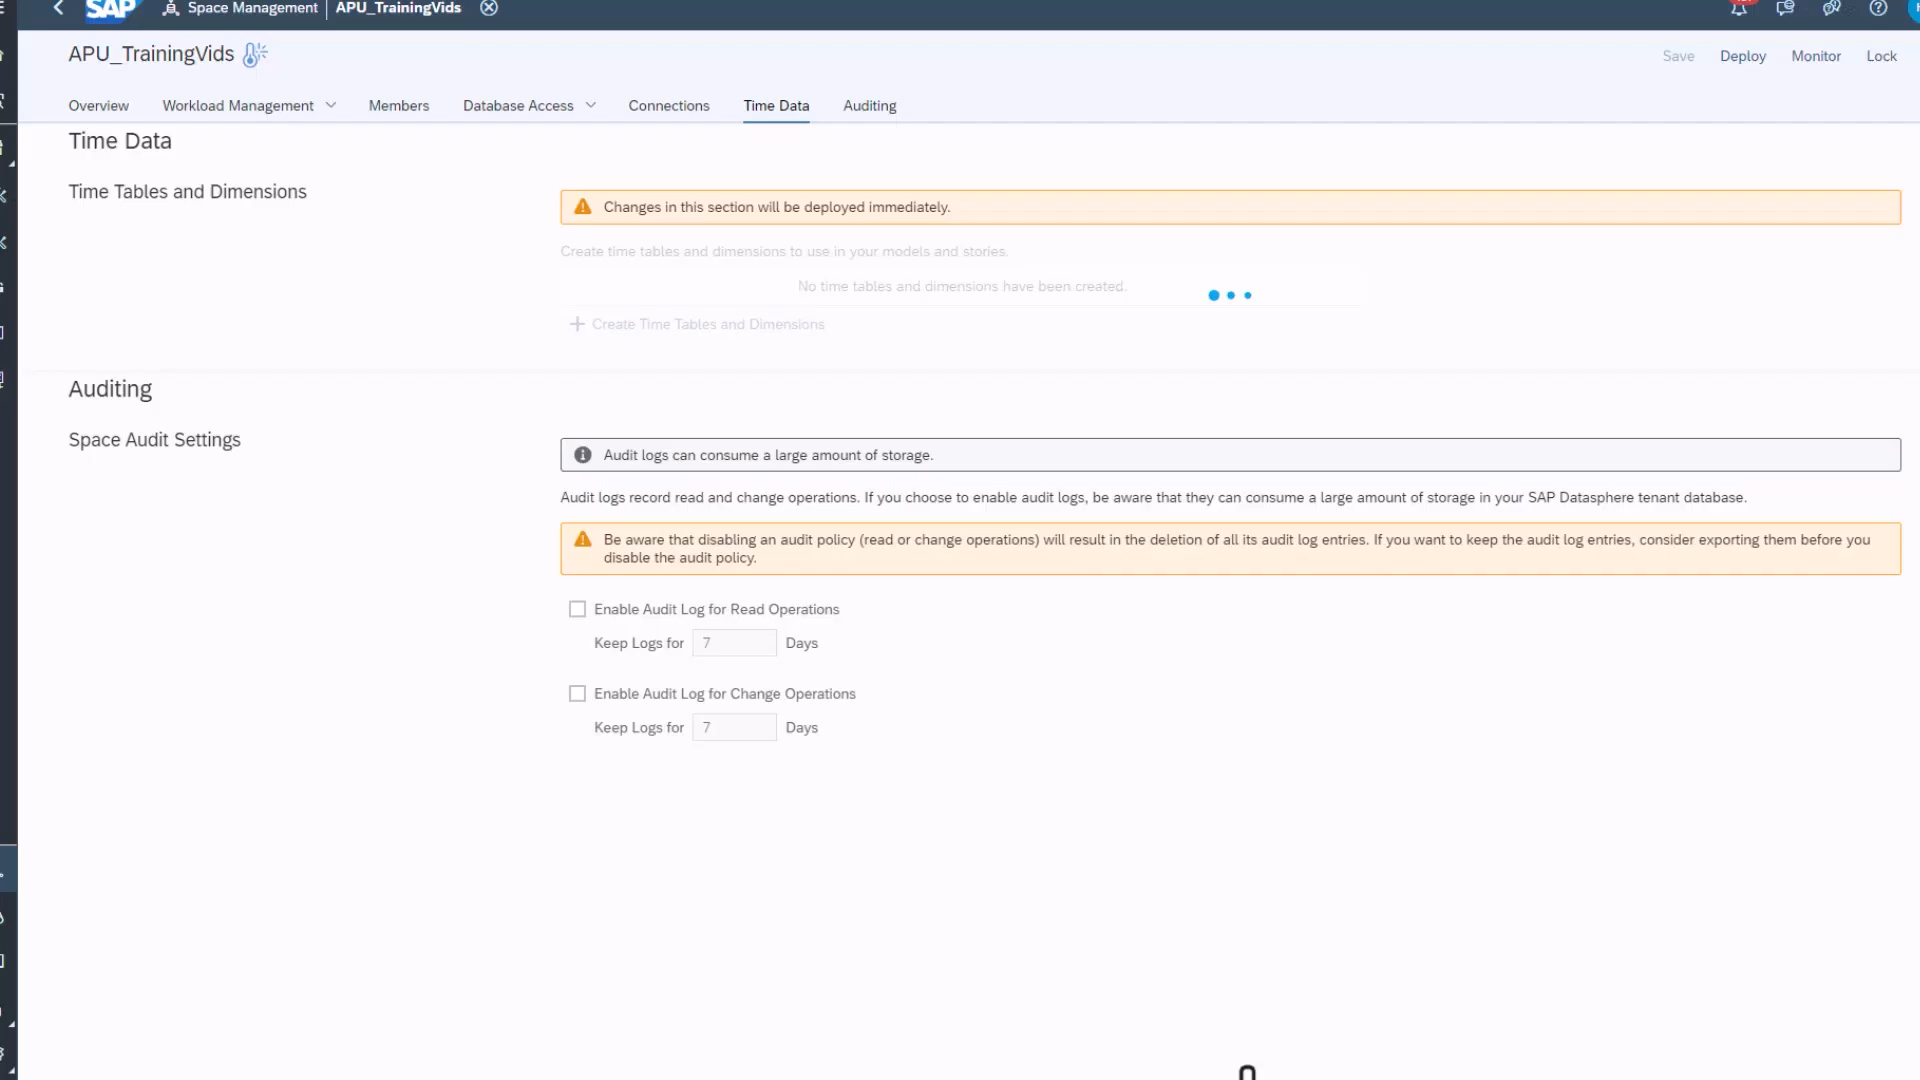 SAP Space Management APU_TrainingVids
APU_TrainingVids
Save Deploy Monitor Lock
Overview Workload Management Members Database Access Connections Time Data Auditing
Time Data
Time Tables and Dimensions
Changes in this section will be deployed immediately.
Create time tables and dimensions to use in your models and stories.
No time tables and dimensions have been created.
Create Time Tables and Dimensions
Auditing
Space Audit Settings
Audit logs can consume a large amount of storage.
Audit logs record read and change operations. If you choose to enable audit logs, be aware that they can consume a large amount of storage in your SAP Datasphere tenant database.
Be aware that disabling an audit policy (read or change operations) will result in the deletion of all its audit log entries. If you want to keep the audit log entries, consider exporting them before you
disable the audit policy.
Enable Audit Log for Read Operations
Keep Logs for 7 Days
Enable Audit Log for Change Operations
Keep Logs for 7 Days